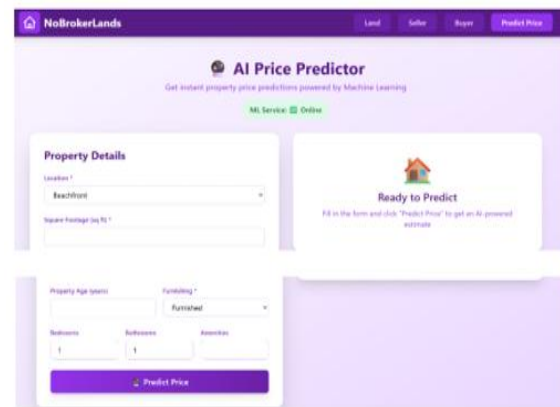 NoBrokerLands
Land Seller Buyer Predict Price
AI Price Predictor
Get instant property price predictions powered by Machine Learning
ML Service: ✅ Online
Property Details
Location *
Beachfront
Square Footage (sq ft) *
Property Age (years)
Furnishing *
Furnished
Bedrooms
Bathrooms
Amenities
1
1
Predict Price
Ready to Predict
Fill in the form and click "Predict Price" to get an AI-powered
estimate